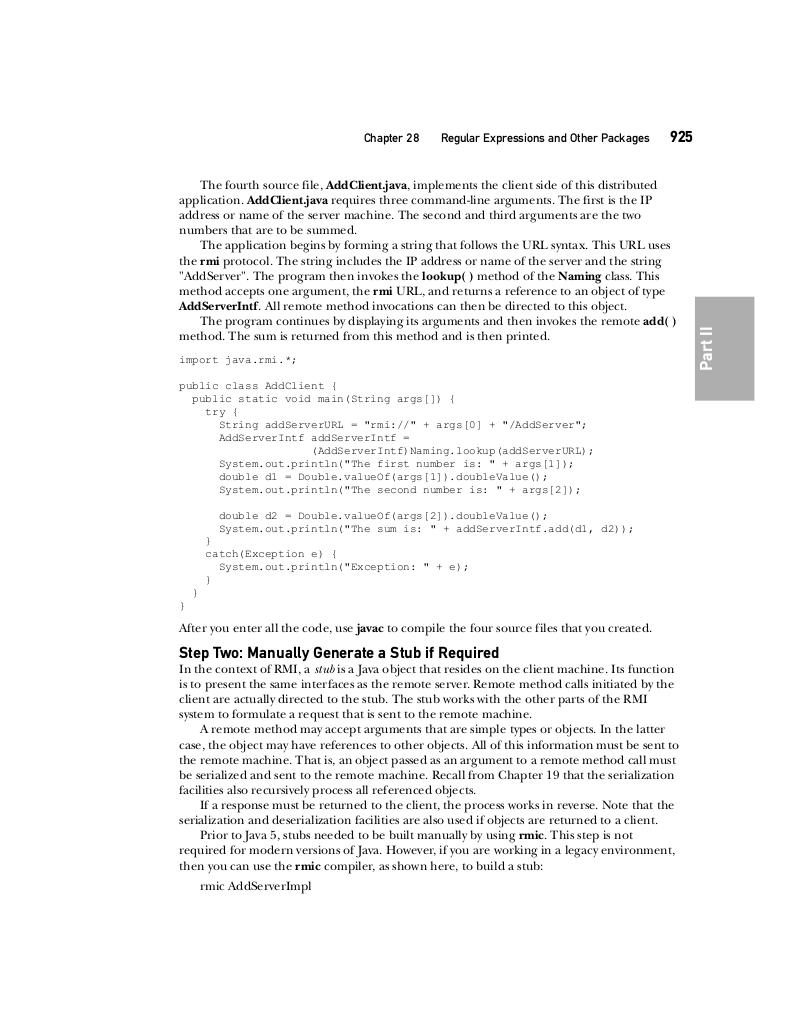 Chapter 28 Regular Expressions and Other Packages 925
The fourth source file, AddClient.java, implements the client side of this distributed
application. AddClient.java requires three command-line arguments. The first is the IP
address or name of the server machine. The second and third arguments are the two
numbers that are to be summed.
The application begins by forming a string that follows the URL syntax. This URL uses
the rmi protocol. The string includes the IP address or name of the server and the string
"AddServer". The program then invokes the lookup( ) method of the Naming class. This
method accepts one argument, the rmi URL, and returns a reference to an object of type
AddServerIntf. All remote method invocations can then be directed to this object.
The program continues by displaying its arguments and then invokes the remote add( )
method. The sum is returned from this method and is then printed.
Part II
import java.rmi.*;
public class AddClient {
public static void main(String args[]) {
try {
String addServerURL = "rmi://" + args[0] + "/AddServer";
AddServerIntf addServerIntf =
(AddServerIntf)Naming.lookup(addServerURL);
System.out.println("The first number is: " + args[1]);
double d1 = Double.valueOf(args[1]).doubleValue();
System.out.println("The second number is: " + args[2]);
double d2 = Double.valueOf(args[2]).doubleValue();
System.out.println("The sum is: " + addServerIntf.add(d1, d2));
}
catch(Exception e) {
System.out.println("Exception: " + e);
}
}
}
After you enter all the code, use javac to compile the four source files that you created.
Step Two: Manually Generate a Stub if Required
In the context of RMI, a stub is a Java object that resides on the client machine. Its function
is to present the same interfaces as the remote server. Remote method calls initiated by the
client are actually directed to the stub. The stub works with the other parts of the RMI
system to formulate a request that is sent to the remote machine.
A remote method may accept arguments that are simple types or objects. In the latter
case, the object may have references to other objects. All of this information must be sent to
the remote machine. That is, an object passed as an argument to a remote method call must
be serialized and sent to the remote machine. Recall from Chapter 19 that the serialization
facilities also recursively process all referenced objects.
If a response must be returned to the client, the process works in reverse. Note that the
serialization and deserialization facilities are also used if objects are returned to a client.
Prior to Java 5, stubs needed to be built manually by using rmic. This step is not
required for modern versions of Java. However, if you are working in a legacy environment,
then you can use the rmic compiler, as shown here, to build a stub:
rmic AddServerImpl